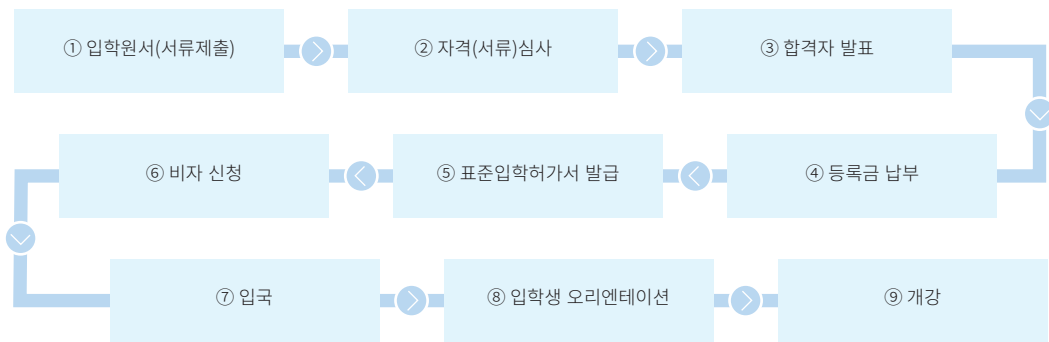 ① 입학원서(서류제출)
② 자격(서류)심사
③ 합격자 발표
④ 등록금 납부
⑤ 표준입학허가서 발급
⑥ 비자 신청
⑦ 입국
⑧ 입학생 오리엔테이션
⑨ 개강